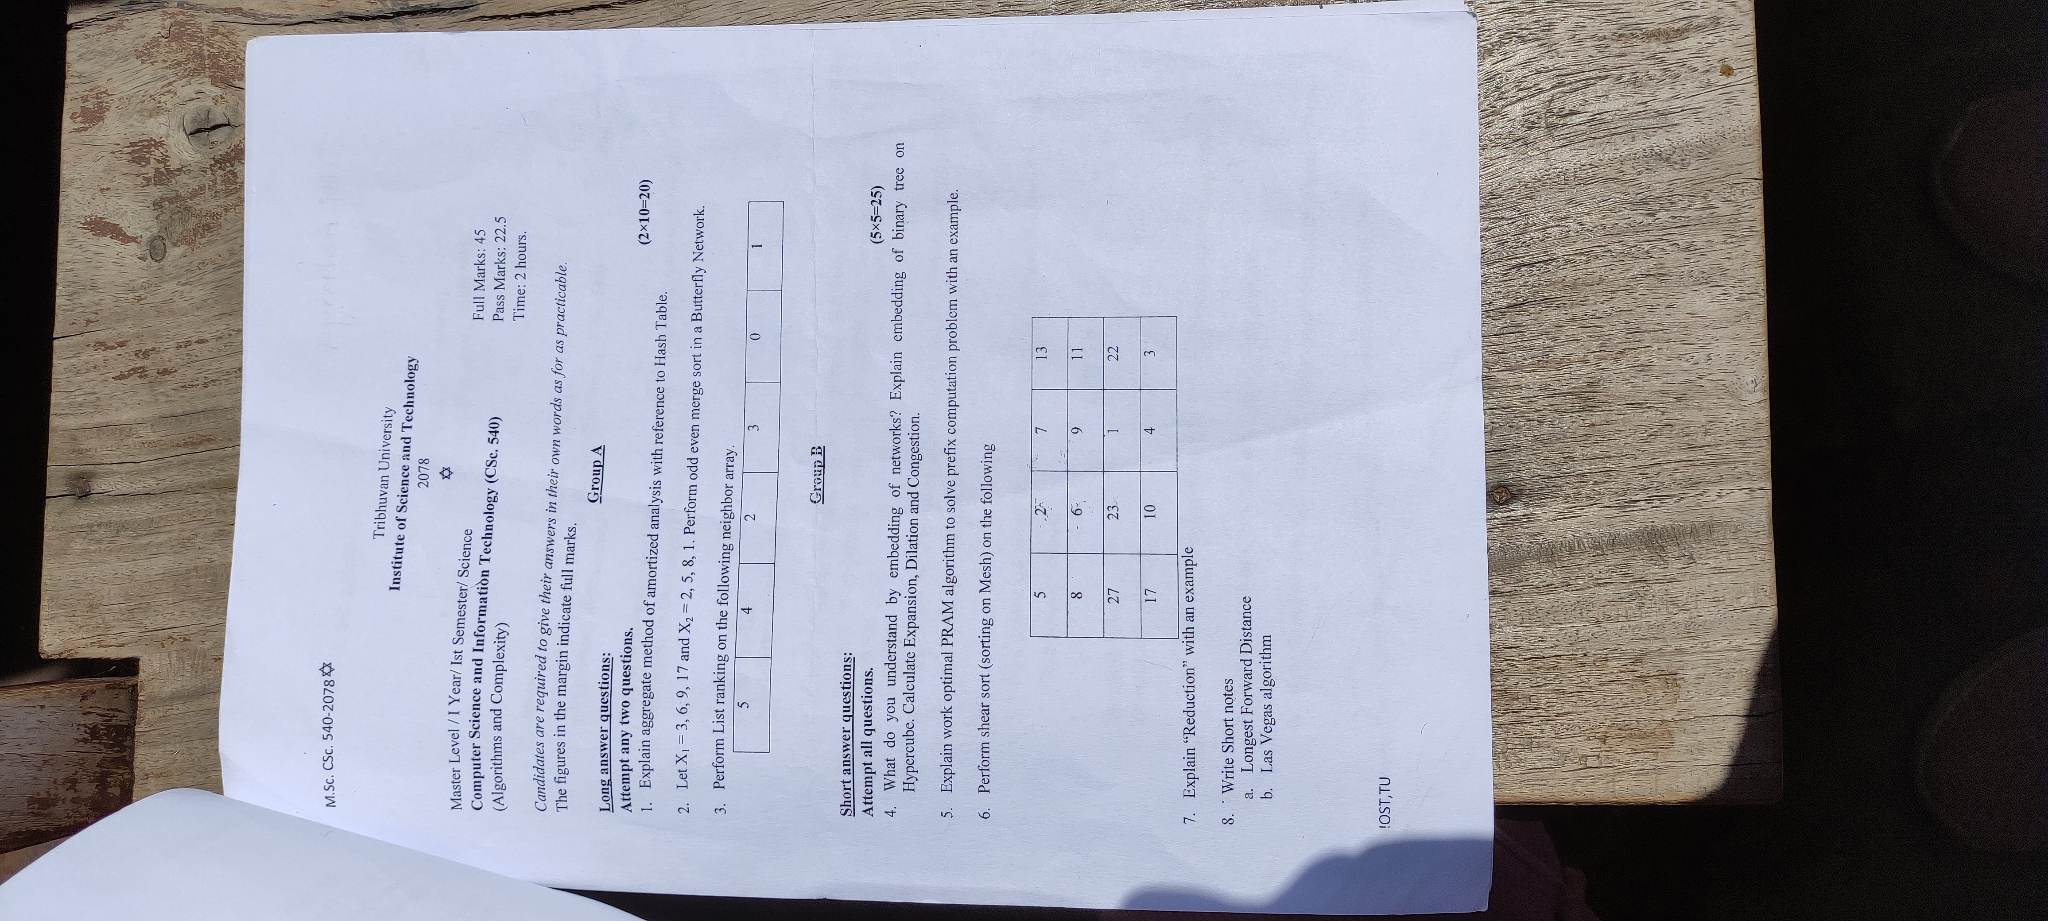 M.Sc. CSc. 540-2078✡
Tribhuvan University
Institute of Science and Technology
2078
✡
Master Level / I Year/ Ist Semester/ Science
Computer Science and Information Technology (CSc. 540)
(Algorithms and Complexity)
Full Marks: 45
Pass Marks: 22.5
Time: 2 hours.
Candidates are required to give their answers in their own words as for as practicable.
The figures in the margin indicate full marks.
Group A
Long answer questions:
Attempt any two questions. (2×10=20)
1. Explain aggregate method of amortized analysis with reference to Hash Table.
2. Let X₁ = 3, 6, 9, 17 and X₂ = 2, 5, 8, 1. Perform odd even merge sort in a Butterfly Network.
3. Perform List ranking on the following neighbor array.
5 4 2 3 0 1
Group B
Short answer questions:
Attempt all questions. (5×5=25)
4. What do you understand by embedding of networks? Explain embedding of binary tree on
Hypercube. Calculate Expansion, Dilation and Congestion.
5. Explain work optimal PRAM algorithm to solve prefix computation problem with an example.
6. Perform shear sort (sorting on Mesh) on the following
5 2 7 13
8 6 9 11
27 23 1 22
17 10 4 3
7. Explain “Reduction” with an example
8. Write Short notes
a. Longest Forward Distance
b. Las Vegas algorithm
IOST,TU